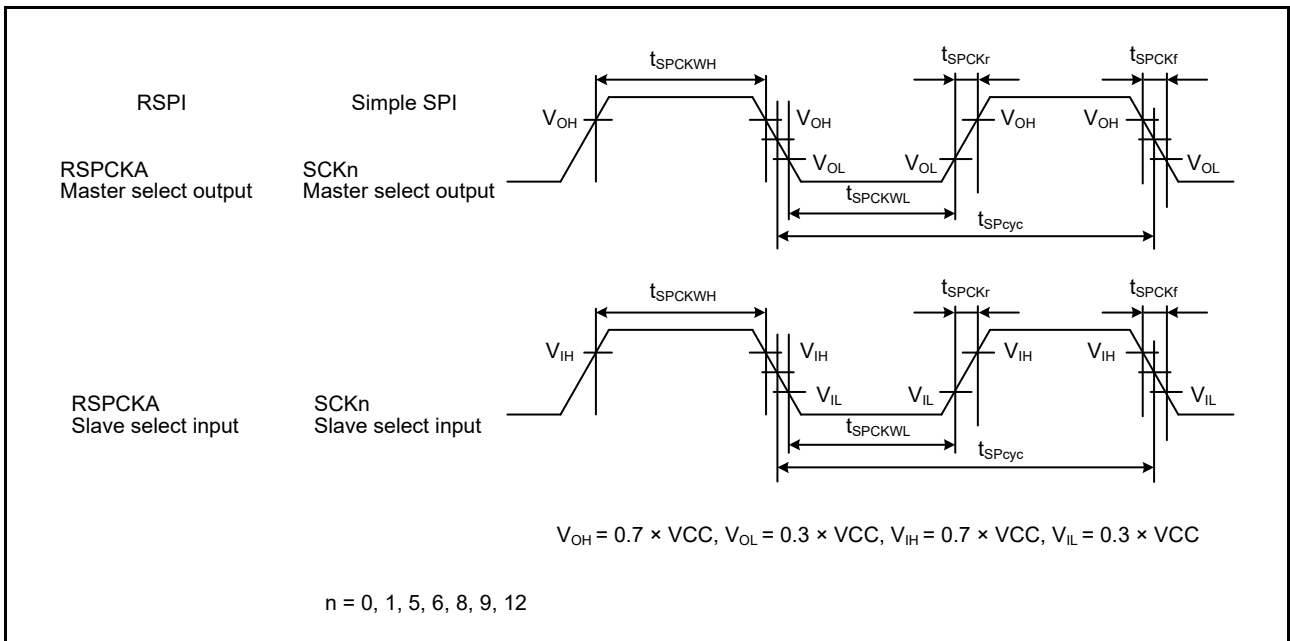 tSPCKWH
tSPCKr
tSPCKf
RSPI
Simple SPI
VOH
VOH
VOH
VOH
RSPCKA
Master select output
SCKn
Master select output
VOL
VOL
VOL
tSPCKWL
tSPcyc
tSPCKWH
tSPCKr
tSPCKf
VIH
VIH
VIH
VIH
RSPCKA
Slave select input
SCKn
Slave select input
VIL
VIL
VIL
tSPCKWL
tSPcyc
VOH = 0.7 × VCC, VOL = 0.3 × VCC, VIH = 0.7 × VCC, VIL = 0.3 × VCC
n = 0, 1, 5, 6, 8, 9, 12